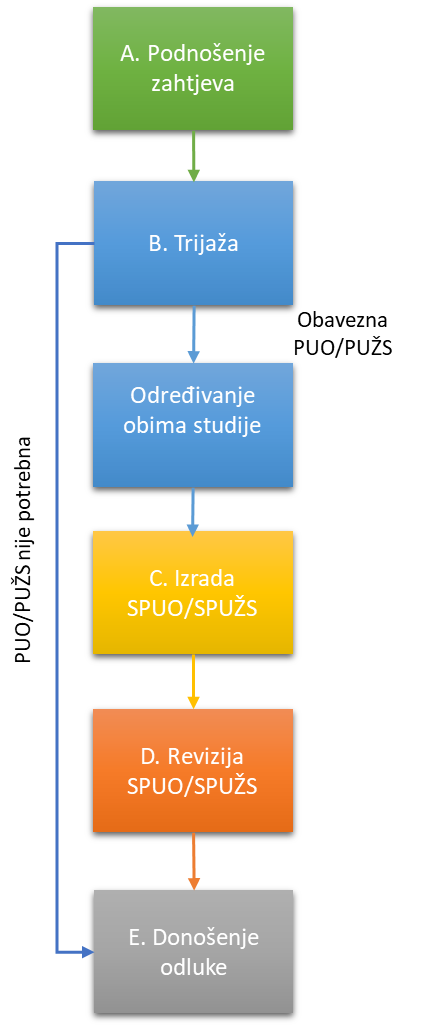 A. Podnošenje
zahtjeva
B. Trijaža
Obavezna
PUO/PUŽS
Određivanje
obima studije
PUO/PUŽS nije potrebna
C. Izrada
SPUO/SPUŽS
D. Revizija
SPUO/SPUŽS
E. Donošenje
odluke